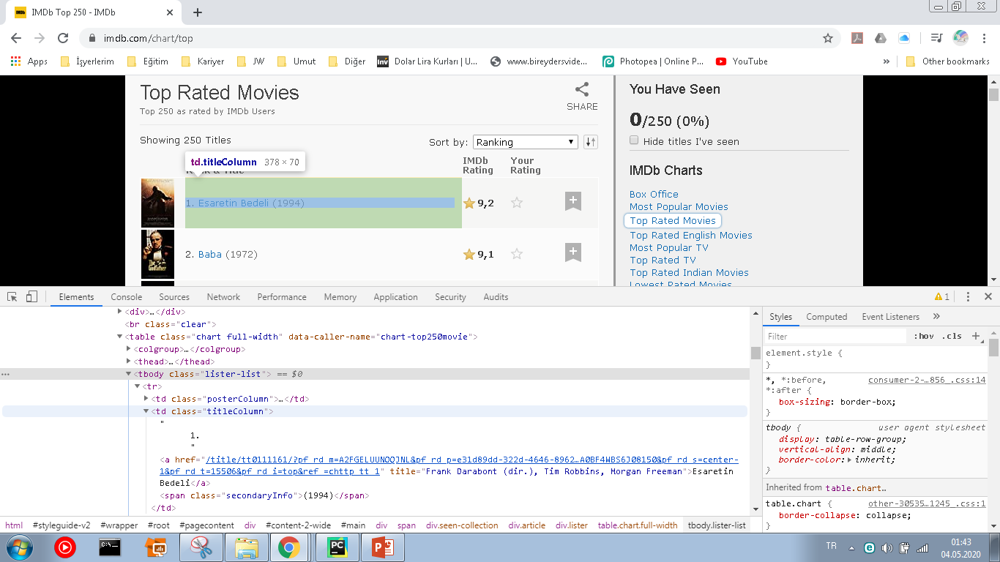 IMDb Top 250 - IMDb
imdb.com/chart/top
Apps İşyerlerim Eğitim Kariyer JW Umut Diğer Dolar Lira Kurları | U... www.bireydersvide... Photopea | Online P... YouTube » Other bookmarks
Top Rated Movies
Top 250 as rated by IMDb Users
SHARE
Showing 250 Titles
Sort by: Ranking
td.titleColumn 378 × 70
IMDb Rating
Your Rating
1. Esaretin Bedeli (1994) 9,2
2. Baba (1972) 9,1
You Have Seen
0/250 (0%)
Hide titles I've seen
IMDb Charts
Box Office
Most Popular Movies
Top Rated Movies
Top Rated English Movies
Most Popular TV
Top Rated TV
Top Rated Indian Movies
Lowest Rated Movies
Elements Console Sources Network Performance Memory Application Security Audits 1
<div>…</div>
<br class="clear">
<table class="chart full-width" data-caller-name="chart-top250movie">
<colgroup>…</colgroup>
<thead>…</thead>
<tbody class="lister-list"> == $0
<tr>
<td class="posterColumn">…</td>
<td class="titleColumn">
"
1.
"
<a href="/title/tt0111161/?pf_rd_m=A2FGELUUNOQJNL&pf_rd_p=e31d89dd-322d-4646-8962…A0BF4WBS6J08150&pf_rd_s=center-
1&pf_rd_t=15506&pf_rd_i=top&ref_=chttp_tt_1" title="Frank Darabont (dir.), Tim Robbins, Morgan Freeman">Esaretin
Bedeli</a>
<span class="secondaryInfo">(1994)</span>
</td>
html #styleguide-v2 #wrapper #root #pagecontent div #content-2-wide #main div span div.seen-collection div.article div.lister table.chart.full-width tbody.lister-list
Styles Computed Event Listeners »
Filter :hov .cls +
element.style {
}
*, *:before, consumer-2-…856_.css:14
*:after {
box-sizing: border-box;
}
tbody { user agent stylesheet
display: table-row-group;
vertical-align: middle;
border-color: inherit;
}
Inherited from table.chart…
table.chart { other-30535…1245_.css:1
border-collapse: collapse;
}
C:\_
PC
TR
01:43
04.05.2020